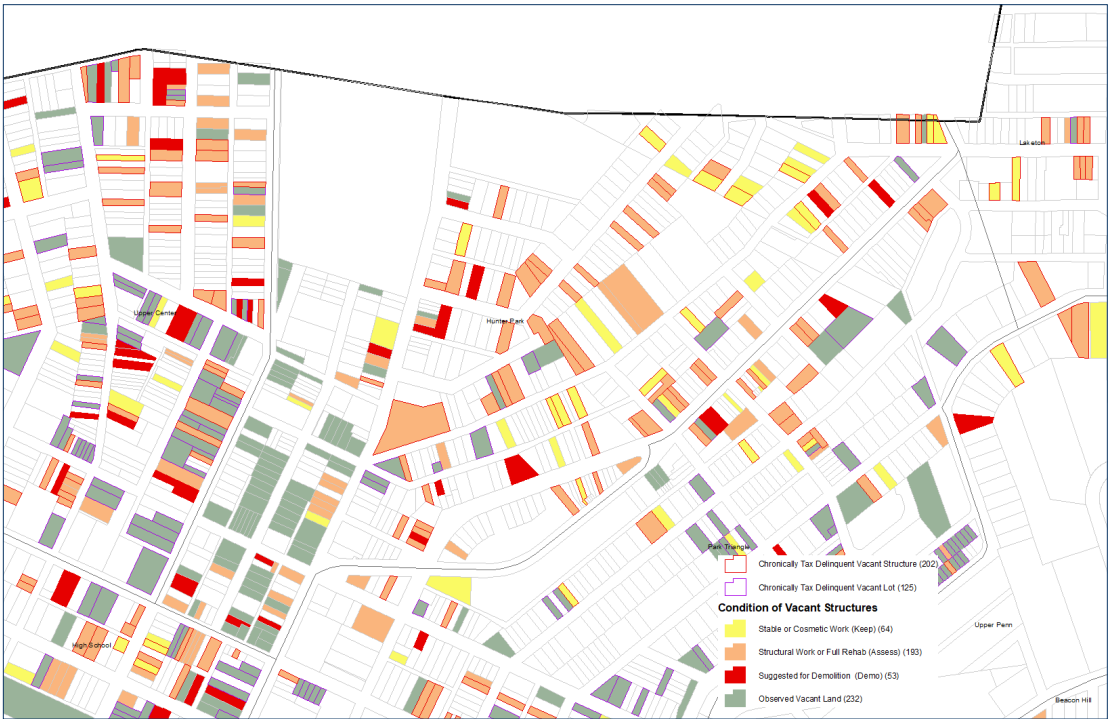 Laketon
Upper Center
Hunter Park
Park Triangle
Chronically Tax Delinquent Vacant Structure (202)
Chronically Tax Delinquent Vacant Lot (125)
Condition of Vacant Structures
Stable or Cosmetic Work (Keep) (64)
Upper Penn
High School
Structural Work or Full Rehab (Assess) (193)
Suggested for Demolition (Demo) (53)
Observed Vacant Land (232)
Beacon Hill